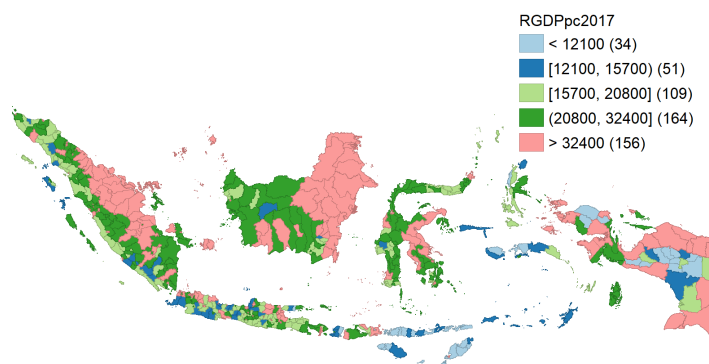 RGDPpc2017
< 12100 (34)
[12100, 15700) (51)
[15700, 20800] (109)
(20800, 32400] (164)
> 32400 (156)